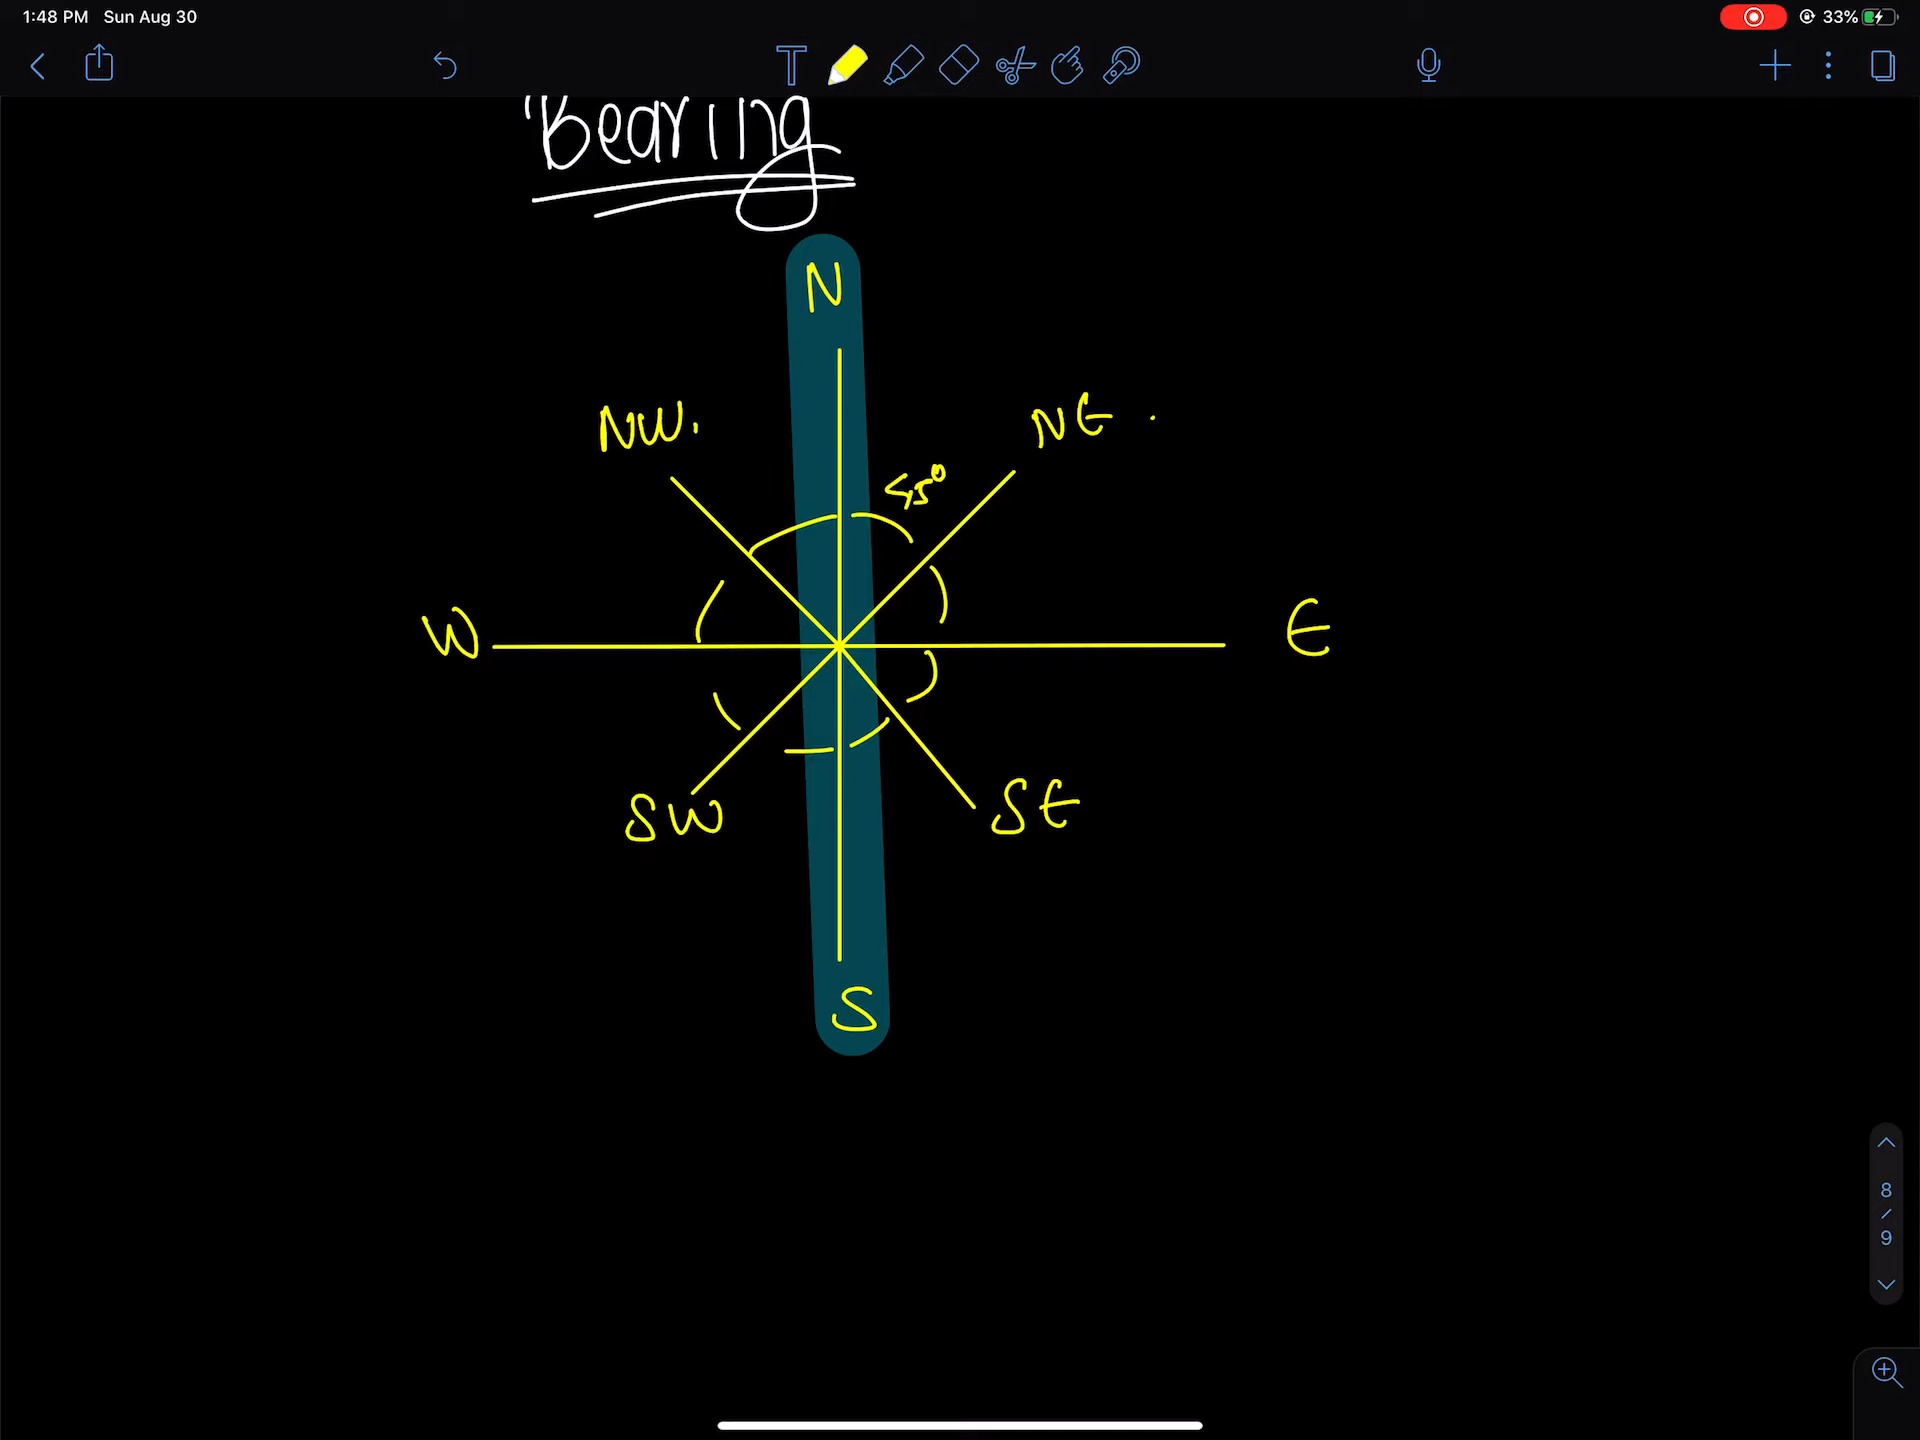 1:48 PM Sun Aug 30
33%
Bearing
N
NW.
NE .
45°
W
E
SW
SE
S
8
/
9